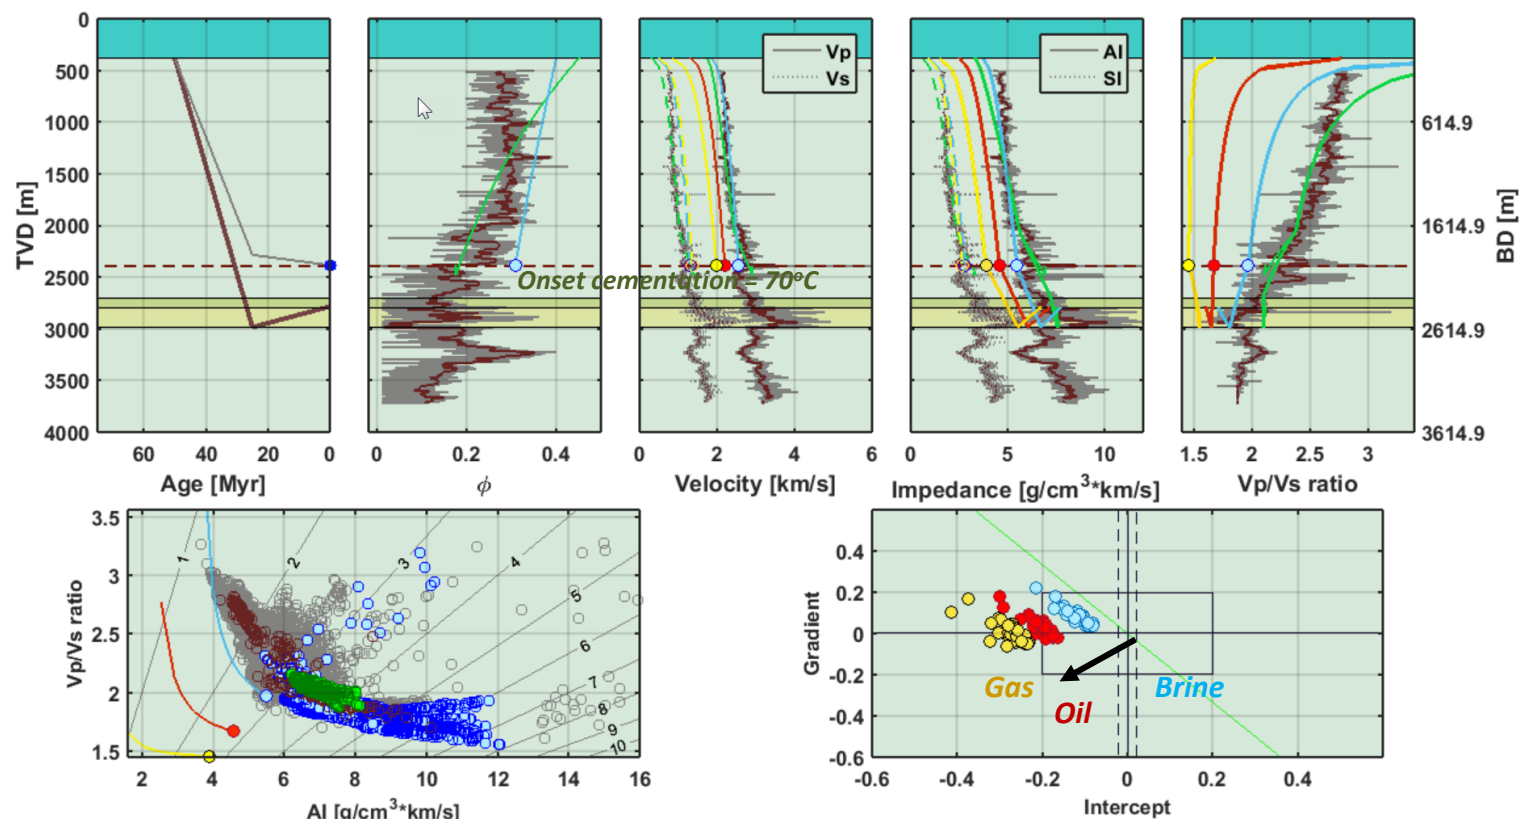 0
500
1000
1500
2000
2500
3000
3500
4000
TVD [m]
60 40 20 0
Age [Myr]
0 0.2 0.4
ϕ
Onset cementation = 70ºC
Vp
Vs
0 2 4 6
Velocity [km/s]
AI
SI
0 5 10
Impedance [g/cm³*km/s]
1.5 2 2.5 3
Vp/Vs ratio
614.9
1614.9
2614.9
3614.9
BD [m]
3.5
3
2.5
2
1.5
Vp/Vs ratio
1
2
3
4
5
6
7
8
9
10
2 4 6 8 10 12 14 16
AI [g/cm³*km/s]
0.4
0.2
0
-0.2
-0.4
-0.6
Gradient
Gas
Oil
Brine
-0.6 -0.4 -0.2 0 0.2 0.4
Intercept